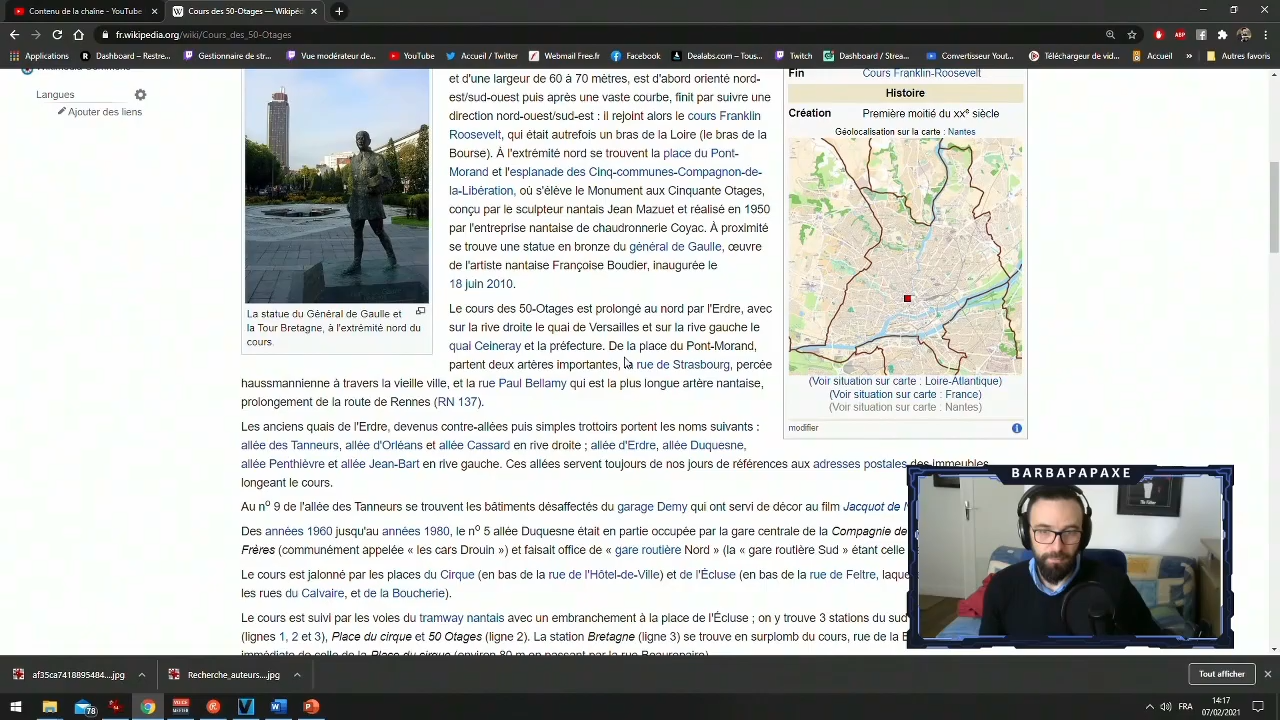 Contenu de la chaîne - YouTube
Cours des 50-Otages — Wikipéd
fr.wikipedia.org/wiki/Cours_des_50-Otages
Applications
Dashboard – Restre...
Gestionnaire de str...
Vue modérateur de...
YouTube
Accueil / Twitter
Webmail Free.fr
Facebook
Dealabs.com – Tous...
Twitch
Dashboard / Strea...
Convertisseur Yout...
Téléchargeur de vid...
Accueil
»
Autres favoris
Langues
Ajouter des liens
et d'une largeur de 60 à 70 mètres, est d'abord orienté nord-
est/sud-ouest puis après une vaste courbe, finit par suivre une
direction nord-ouest/sud-est : il rejoint alors le cours Franklin
Roosevelt, qui était autrefois un bras de la Loire (le bras de la
Bourse). À l'extrémité nord se trouvent la place du Pont-
Morand et l'esplanade des Cinq-communes-Compagnon-de-
la-Libération, où s'élève le Monument aux Cinquante Otages,
conçu par le sculpteur nantais Jean Mazuet et réalisé en 1950
par l'entreprise nantaise de chaudronnerie Coyac. À proximité
se trouve une statue en bronze du général de Gaulle, œuvre
de l'artiste nantaise Françoise Boudier, inaugurée le
18 juin 2010.
La statue du Général de Gaulle et
la Tour Bretagne, à l'extrémité nord du
cours.
Le cours des 50-Otages est prolongé au nord par l'Erdre, avec
sur la rive droite le quai de Versailles et sur la rive gauche le
quai Ceineray et la préfecture. De la place du Pont-Morand,
partent deux artères importantes, la rue de Strasbourg, percée
haussmannienne à travers la vieille ville, et la rue Paul Bellamy qui est la plus longue artère nantaise,
prolongement de la route de Rennes (RN 137).
Les anciens quais de l'Erdre, devenus contre-allées puis simples trottoirs portent les noms suivants :
allée des Tanneurs, allée d'Orléans et allée Cassard en rive droite ; allée d'Erdre, allée Duquesne,
allée Penthièvre et allée Jean-Bart en rive gauche. Ces allées servent toujours de nos jours de références aux adresses postales des immeubles
longeant le cours.
Au nº 9 de l'allée des Tanneurs se trouvent les bâtiments désaffectés du garage Demy qui ont servi de décor au film Jacquot de
Des années 1960 jusqu'au années 1980, le nº 5 allée Duquesne était en partie occupée par la gare centrale de la Compagnie de
Frères (communément appelée « les cars Drouin ») et faisait office de « gare routière Nord » (la « gare routière Sud » étant celle
Le cours est jalonné par les places du Cirque (en bas de la rue de l'Hôtel-de-Ville) et de l'Écluse (en bas de la rue de Feltre, laque
les rues du Calvaire, et de la Boucherie).
Le cours est suivi par les voies du tramway nantais avec un embranchement à la place de l'Écluse ; on y trouve 3 stations du sud
(lignes 1, 2 et 3), Place du cirque et 50 Otages (ligne 2). La station Bretagne (ligne 3) se trouve en surplomb du cours, rue de la B
immédiate de celle de la Place du cirque (environ 80 m en passant par la rue Beaurepaire).
Fin Cours Franklin-Roosevelt
Histoire
Création Première moitié du XXe siècle
Géolocalisation sur la carte : Nantes
(Voir situation sur carte : Loire-Atlantique)
(Voir situation sur carte : France)
(Voir situation sur carte : Nantes)
modifier
BARBAPAPAXE
af35ca7418895484....jpg
Recherche_auteurs....jpg
Tout afficher
78
FRA
14:17
07/02/2021